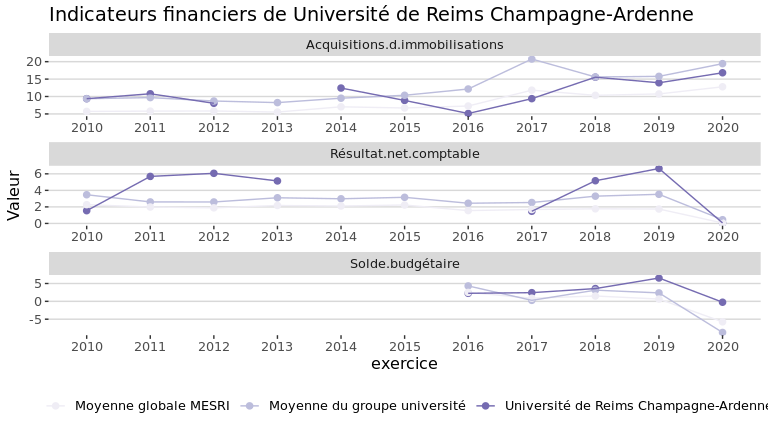 Indicateurs financiers de Université de Reims Champagne-Ardenne
Acquisitions.d.immobilisations
20
15
10
5
2010 2011 2012 2013 2014 2015 2016 2017 2018 2019 2020
Résultat.net.comptable
6
4
2
0
2010 2011 2012 2013 2014 2015 2016 2017 2018 2019 2020
Solde.budgétaire
5
0
-5
2010 2011 2012 2013 2014 2015 2016 2017 2018 2019 2020
Valeur
exercice
Moyenne globale MESRI Moyenne du groupe université Université de Reims Champagne-Ardenne